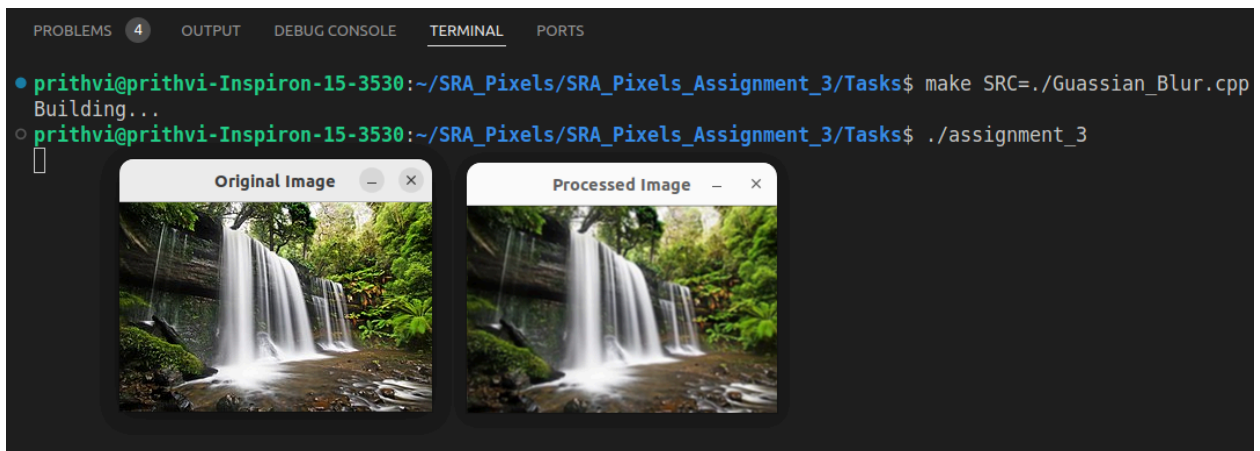 PROBLEMS 4 OUTPUT DEBUG CONSOLE TERMINAL PORTS
prithvi@prithvi-Inspiron-15-3530:~/SRA_Pixels/SRA_Pixels_Assignment_3/Tasks$ make SRC=./Guassian_Blur.cpp
Building...
prithvi@prithvi-Inspiron-15-3530:~/SRA_Pixels/SRA_Pixels_Assignment_3/Tasks$ ./assignment_3
Original Image
Processed Image